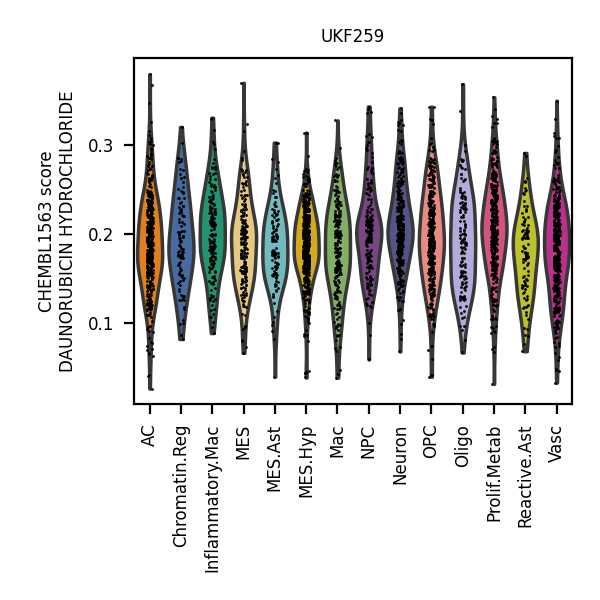 UKF259
CHEMBL1563 score
DAUNORUBICIN HYDROCHLORIDE
0.3
0.2
0.1
AC
Chromatin.Reg
Inflammatory.Mac
MES
MES.Ast
MES.Hyp
Mac
NPC
Neuron
OPC
Oligo
Prolif.Metab
Reactive.Ast
Vasc